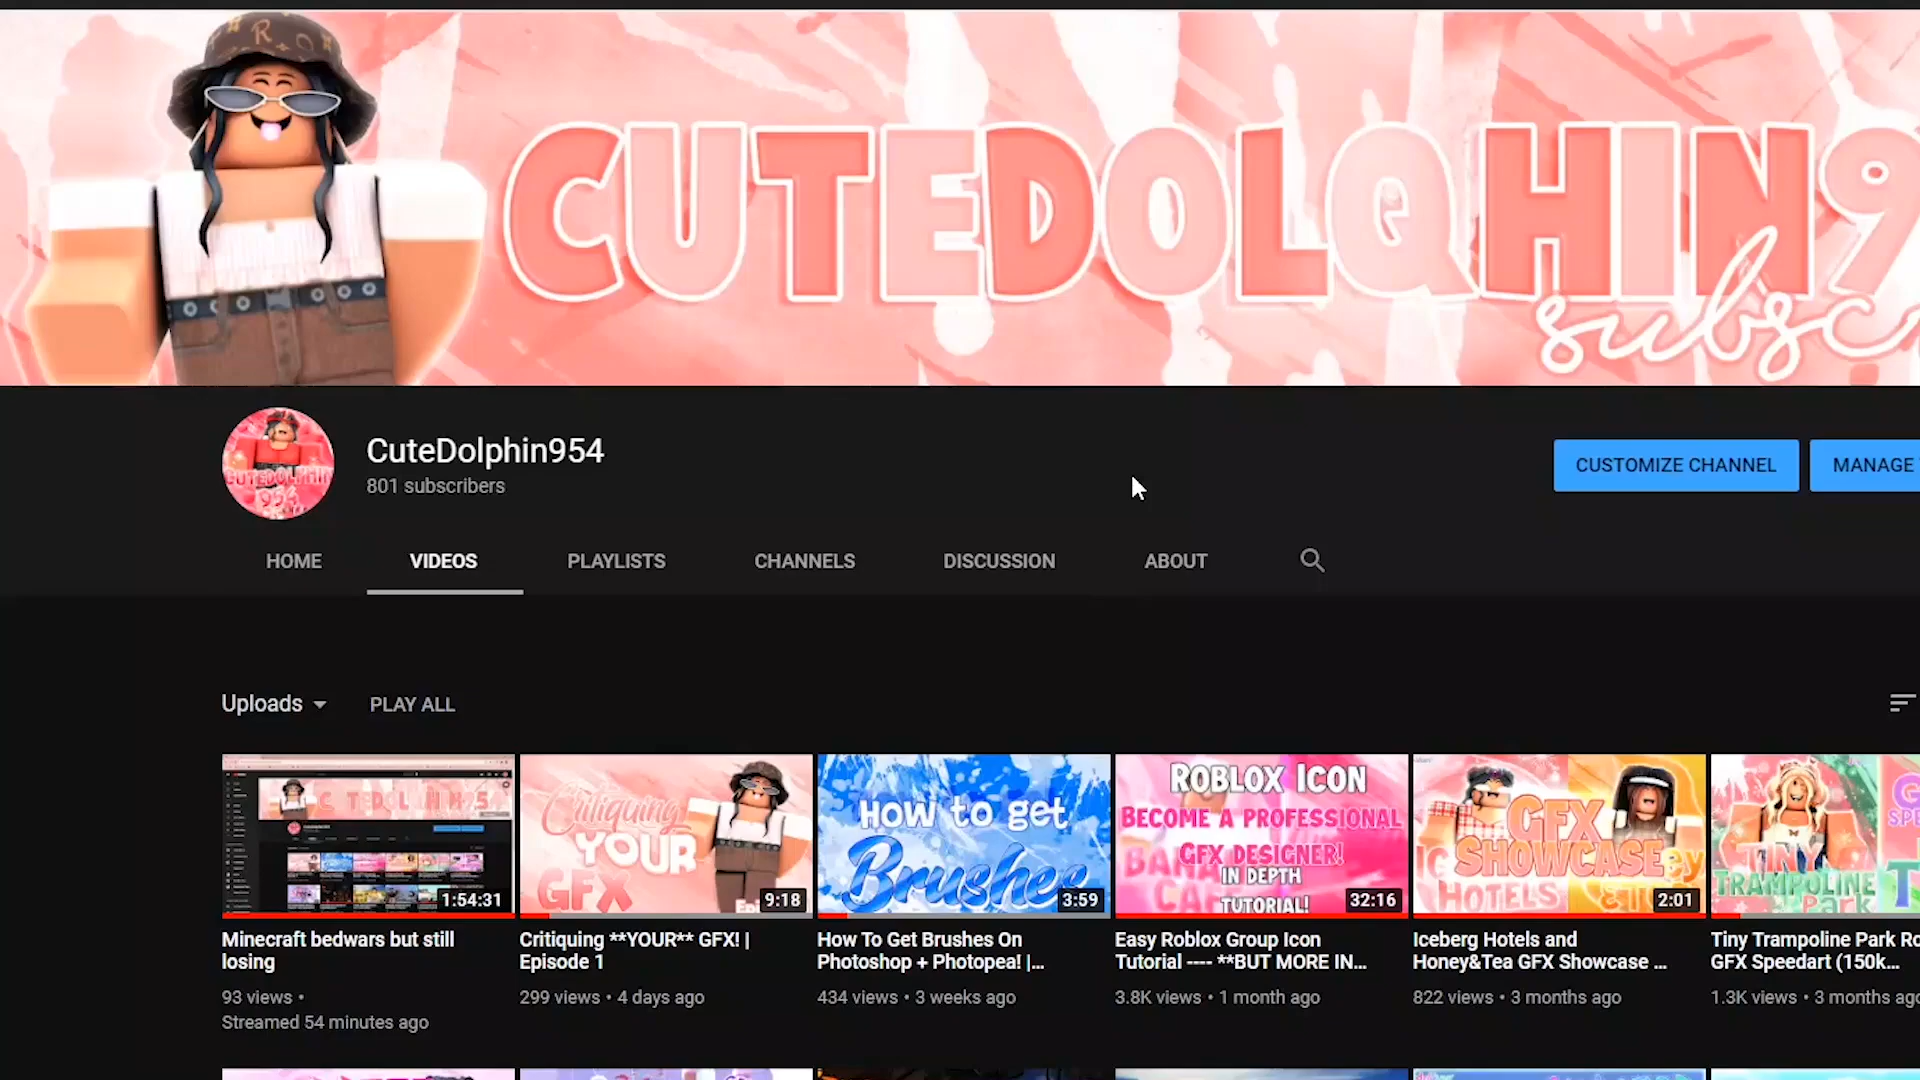 CUTEDOLPHIN9
subsc
CuteDolphin954
801 subscribers
CUSTOMIZE CHANNEL
MANAGE
HOME
VIDEOS
PLAYLISTS
CHANNELS
DISCUSSION
ABOUT
Uploads
PLAY ALL
1:54:31
Critiquing
YOUR
GFX
9:18
HOW to get
Brushes
3:59
ROBLOX ICON
BECOME A PROFESSIONAL
GFX DESIGNER!
IN DEPTH
TUTORIAL!
32:16
GFX
SHOWCASE
HOTELS
2:01
TINY
TRAMPOLINE
Park
Minecraft bedwars but still
losing
93 views •
Streamed 54 minutes ago
Critiquing **YOUR** GFX! |
Episode 1
299 views • 4 days ago
How To Get Brushes On
Photoshop + Photopea! |...
434 views • 3 weeks ago
Easy Roblox Group Icon
Tutorial ---- **BUT MORE IN...
3.8K views • 1 month ago
Iceberg Hotels and
Honey&Tea GFX Showcase ...
822 views • 3 months ago
Tiny Trampoline Park Ro
GFX Speedart (150k...
1.3K views • 3 months ago